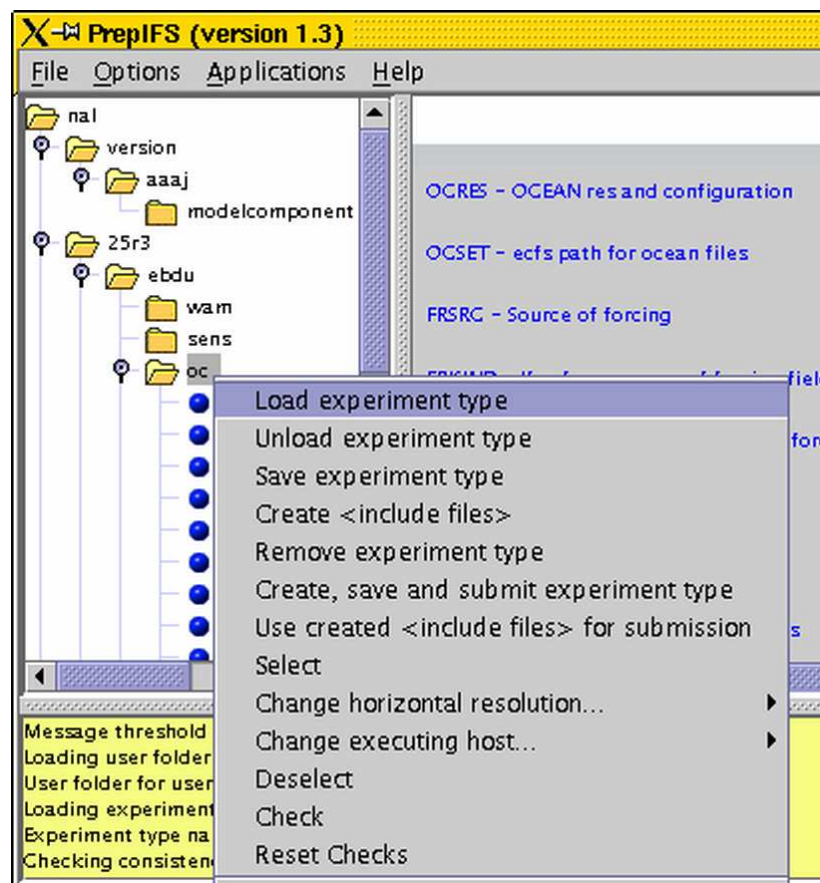 PrepIFS (version 1.3)
File Options Applications Help
nal
version
aaaj
modelcomponent
25r3
ebdu
wam
sens
oc
OCRES - OCEAN res and configuration
OCSET - ecfs path for ocean files
FRSRC - Source of forcing
Load experiment type
Unload experiment type
Save experiment type
Create <include files>
Remove experiment type
Create, save and submit experiment type
Use created <include files> for submission
Select
Change horizontal resolution...
Change executing host...
Deselect
Check
Reset Checks
Message threshold
Loading user folder
User folder for user
Loading experiment
Experiment type na
Checking consisten